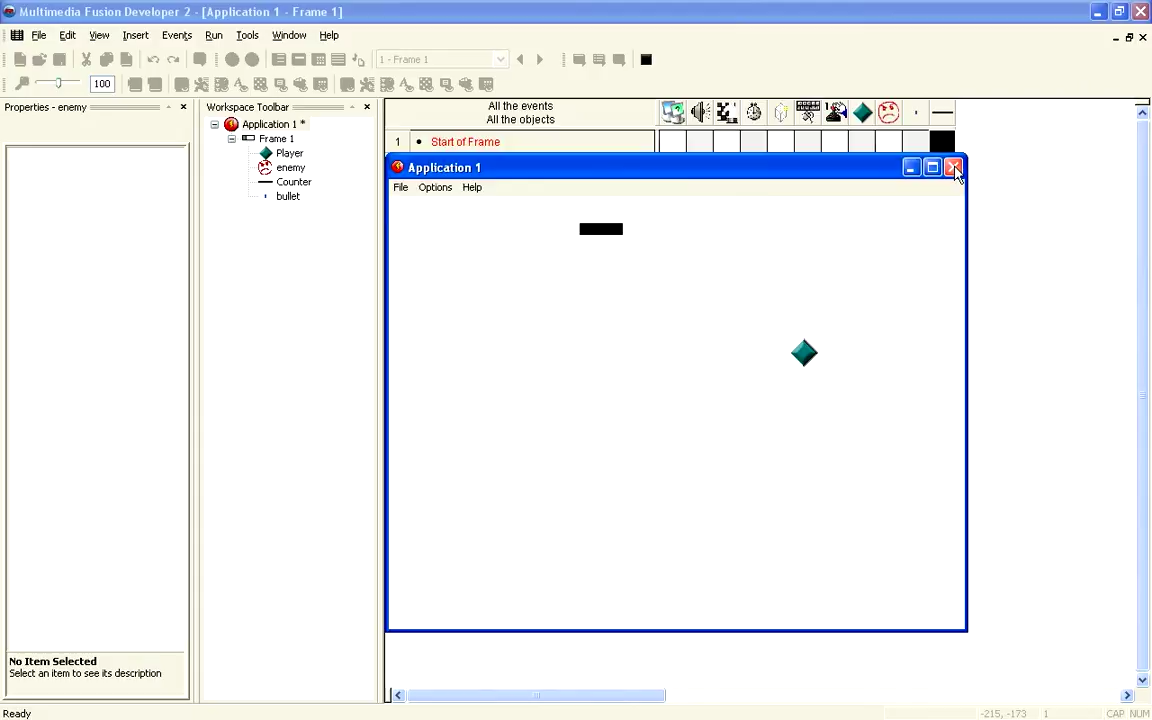 Multimedia Fusion Developer 2 - [Application 1 - Frame 1]
File Edit View Insert Events Run Tools Window Help
1 - Frame 1
100
Properties - enemy
Workspace Toolbar
Application 1 *
Frame 1
Player
enemy
Counter
bullet
All the events
All the objects
1 • Start of Frame
Application 1
File Options Help
No Item Selected
Select an item to see its description
Ready
-215, -173 1 CAP NUM